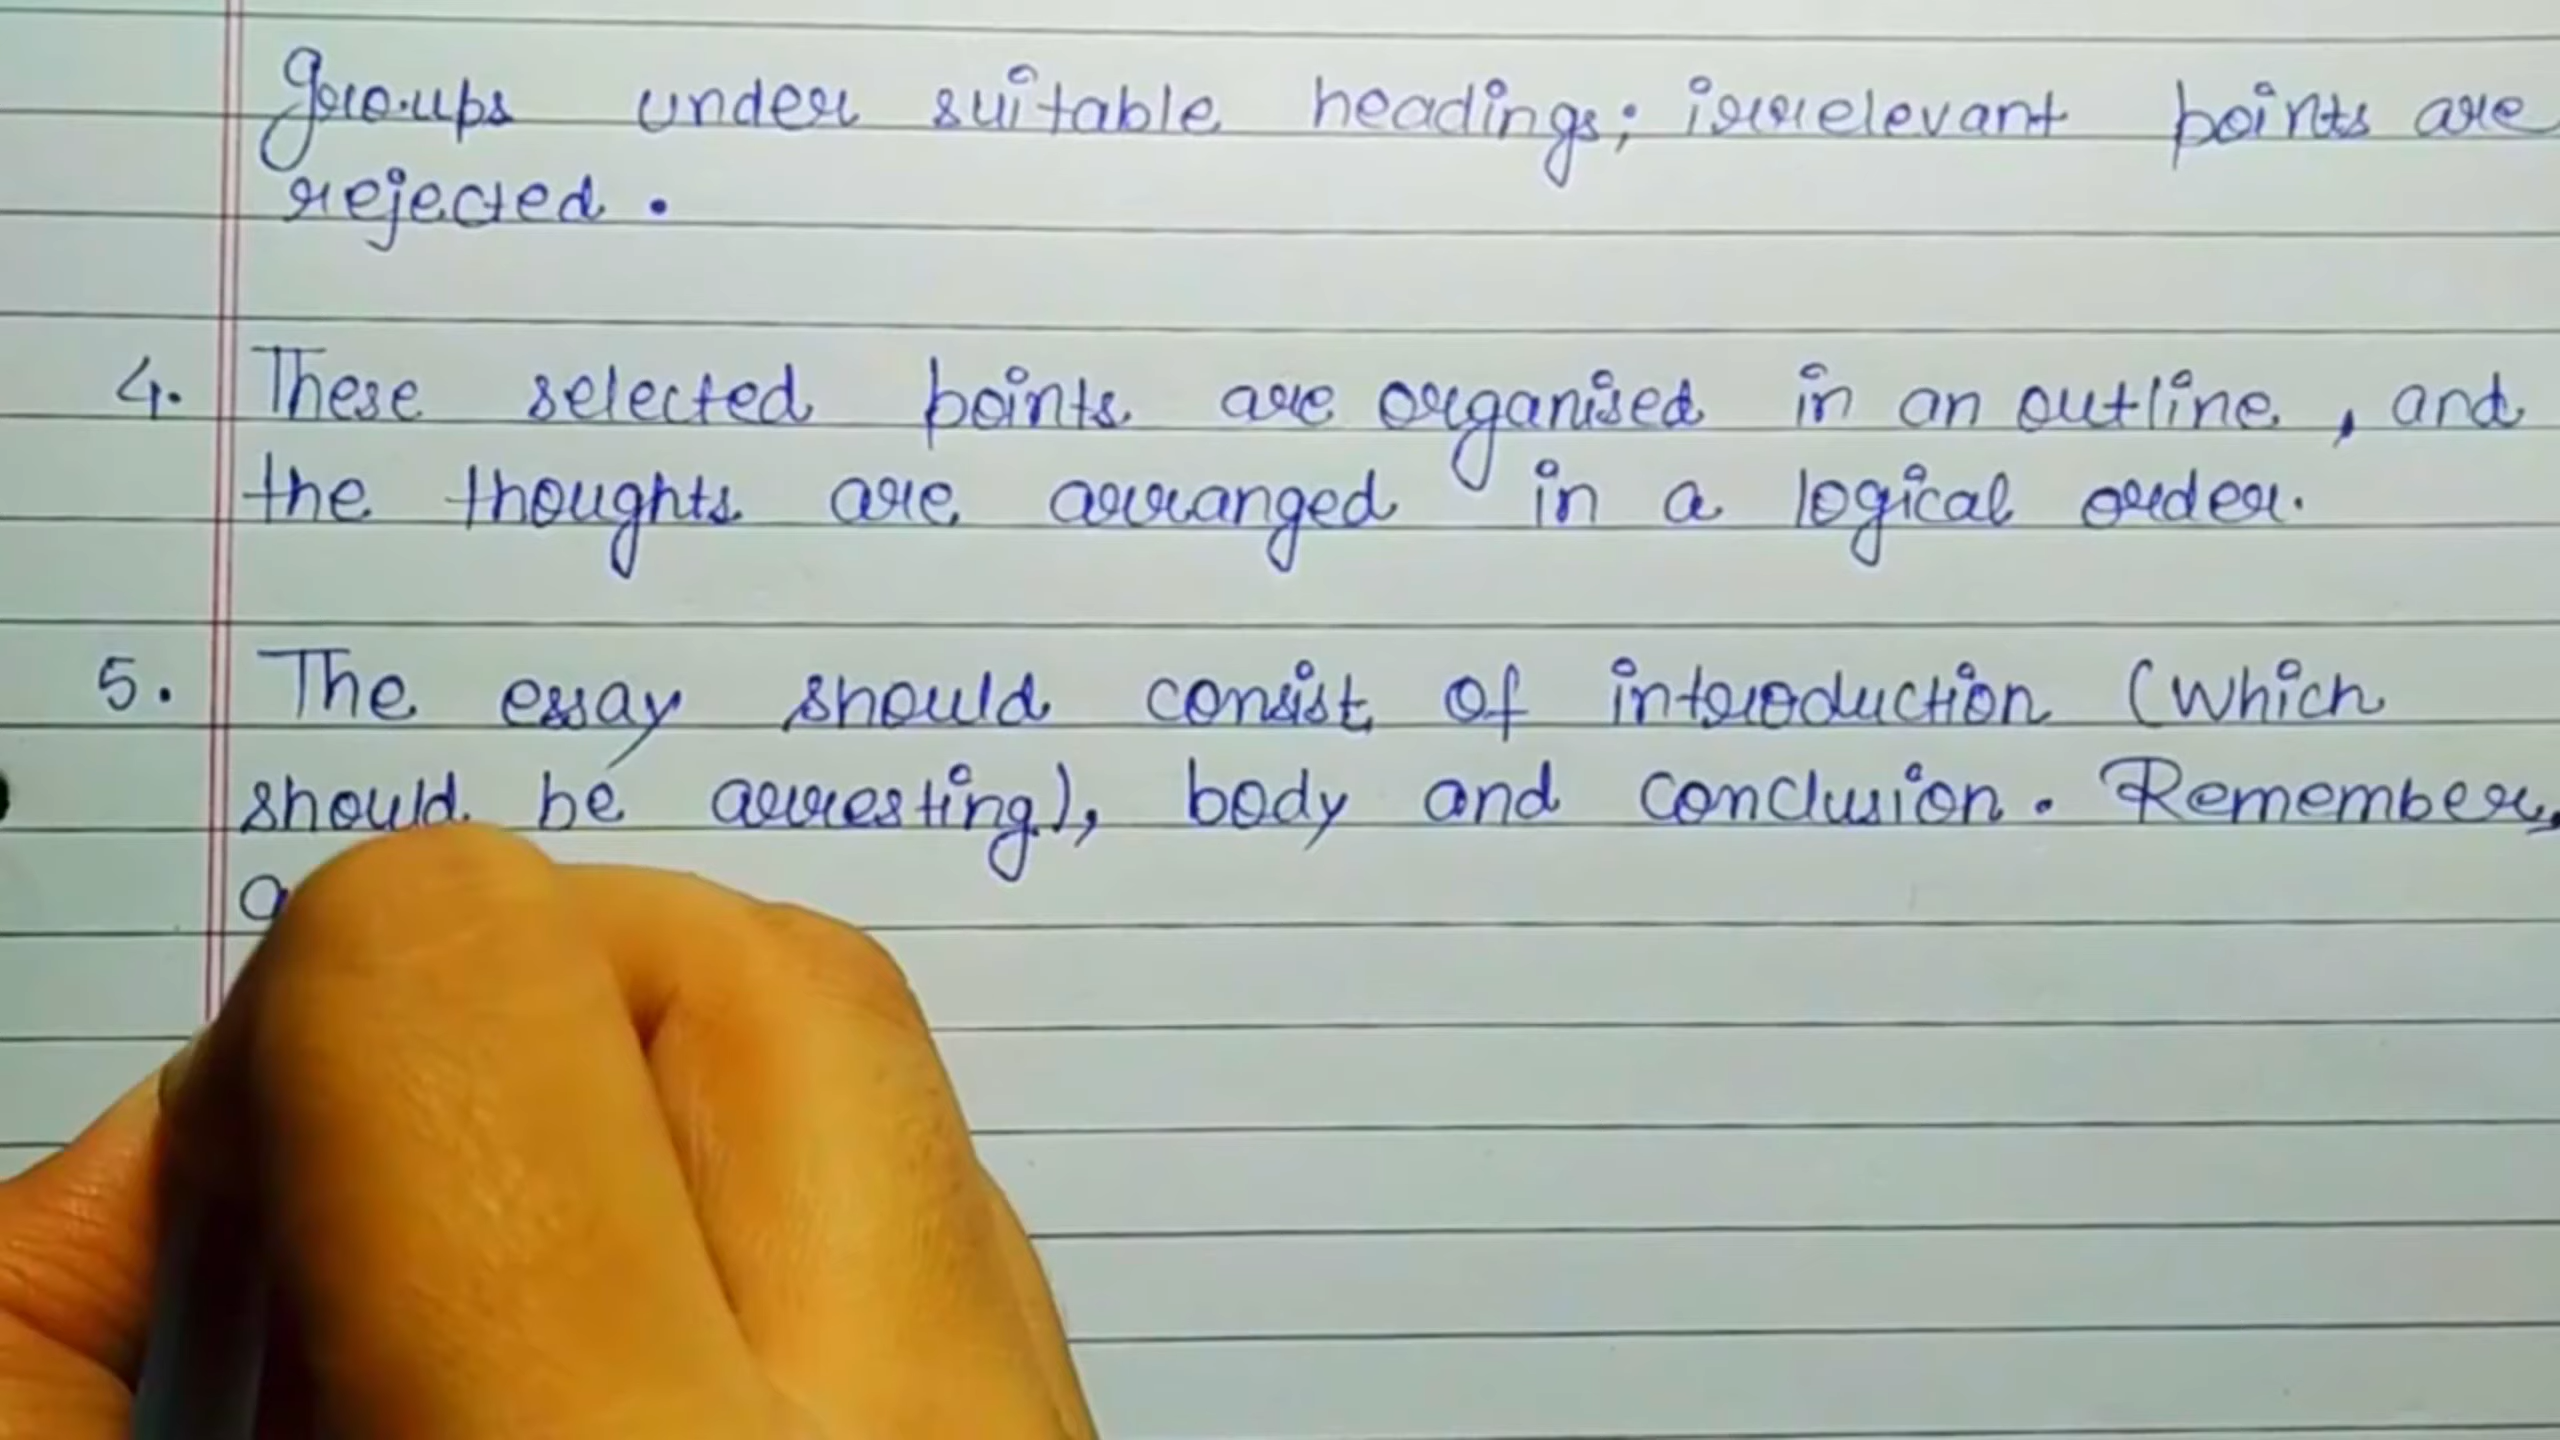 groups under suitable headings; irrelevant points are
rejected.
4. These selected points are organised in an outline, and
the thoughts are arranged in a logical order.
5. The essay should consist of introduction (which
should be arresting), body and conclusion. Remember,
a